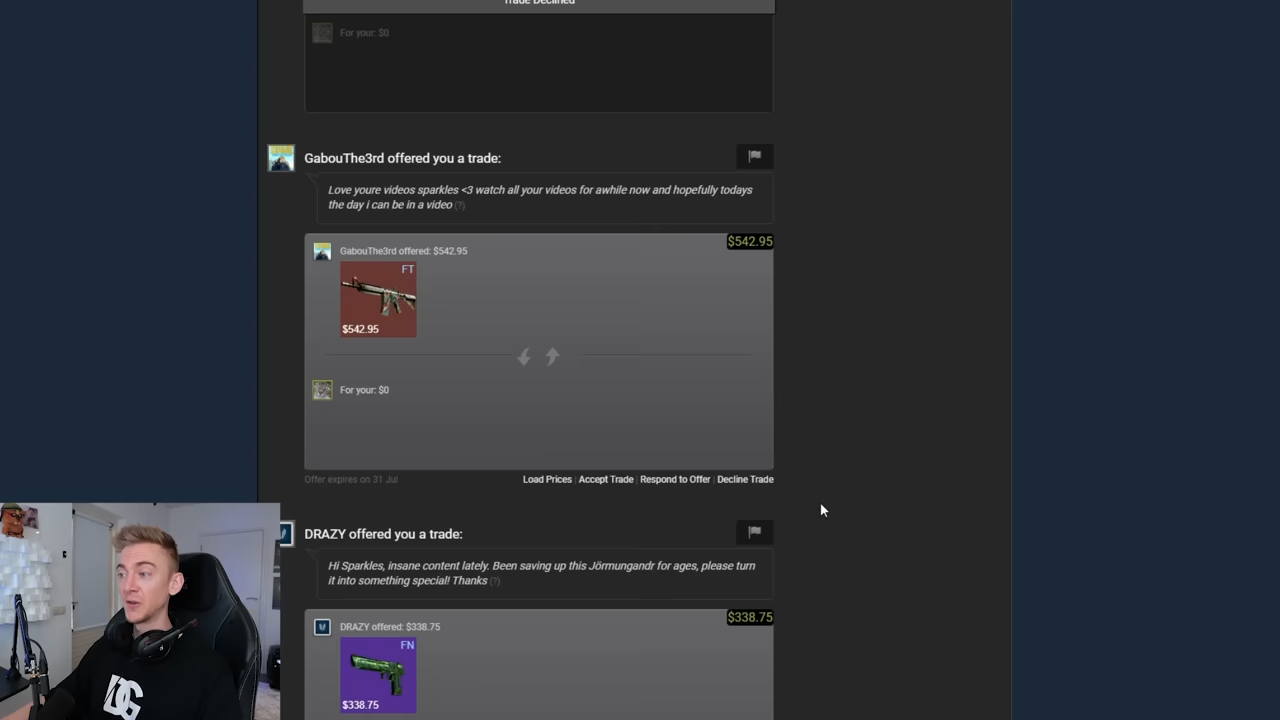 Trade Declined
For your: $0
GabouThe3rd offered you a trade:
Love youre videos sparkles <3 watch all your videos for awhile now and hopefully todays
the day i can be in a video (?)
$542.95
GabouThe3rd offered: $542.95
FT
$542.95
For your: $0
Offer expires on 31 Jul
Load Prices | Accept Trade | Respond to Offer | Decline Trade
DRAZY offered you a trade:
Hi Sparkles, insane content lately. Been saving up this Jörmungandr for ages, please turn
it into something special! Thanks (?)
$338.75
DRAZY offered: $338.75
FN
$338.75
DG